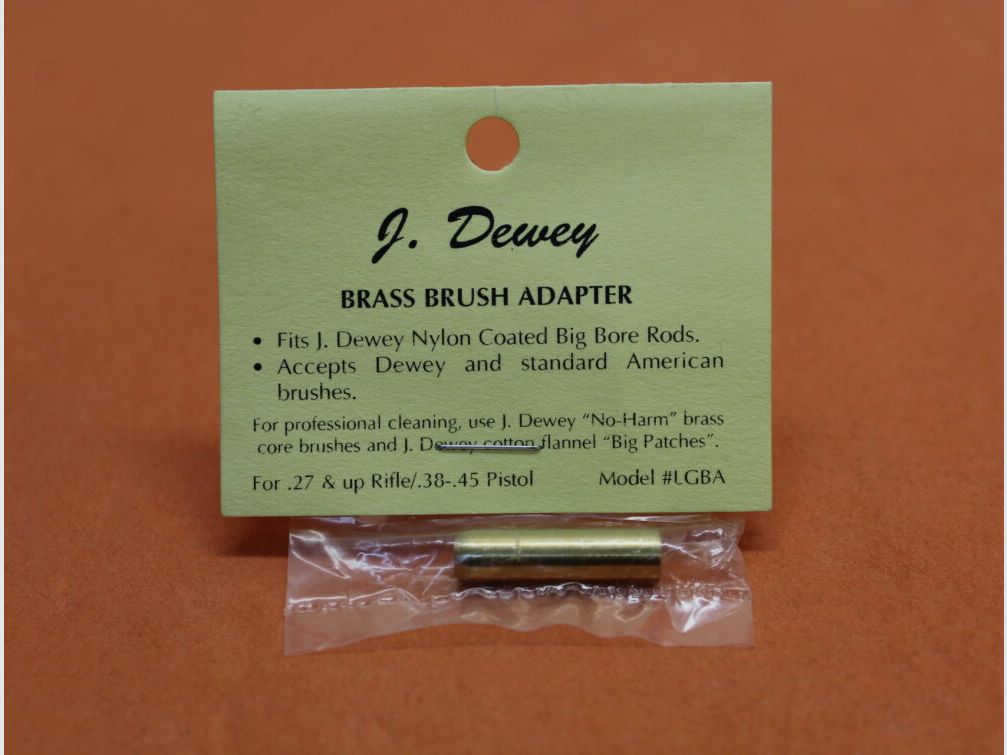 J. Dewey
BRASS BRUSH ADAPTER
• Fits J. Dewey Nylon Coated Big Bore Rods.
• Accepts Dewey and standard American
brushes.
For professional cleaning, use J. Dewey “No-Harm” brass
core brushes and J. Dewey cotton flannel “Big Patches”.
For .27 & up Rifle/.38-.45 Pistol Model #LGBA